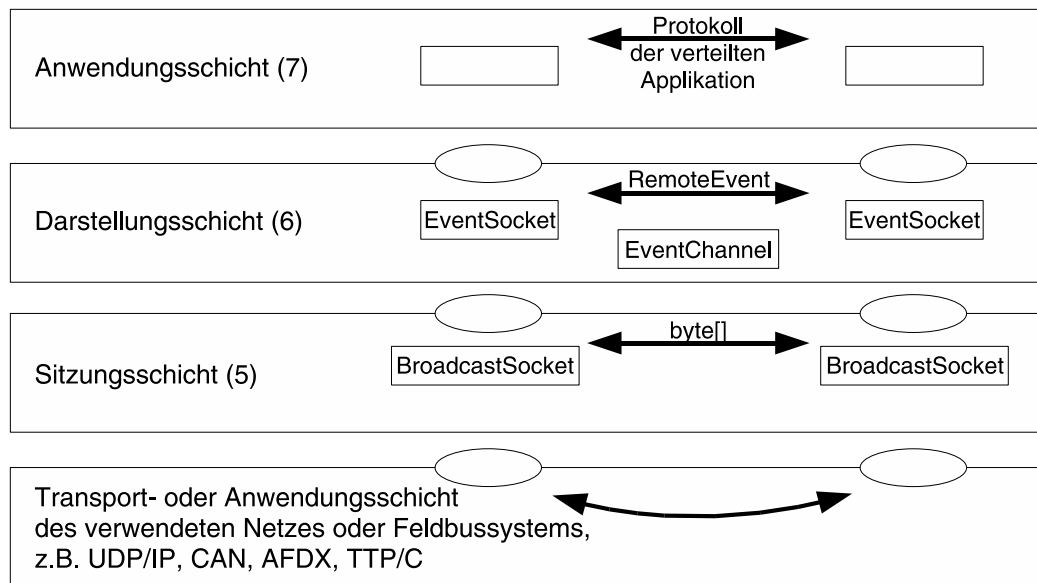 Protokoll
der verteilten
Applikation
Anwendungsschicht (7)
RemoteEvent
Darstellungsschicht (6)
EventSocket
EventSocket
EventChannel
byte[]
Sitzungsschicht (5)
BroadcastSocket
BroadcastSocket
Transport- oder Anwendungsschicht
des verwendeten Netzes oder Feldbussystems,
z.B. UDP/IP, CAN, AFDX, TTP/C